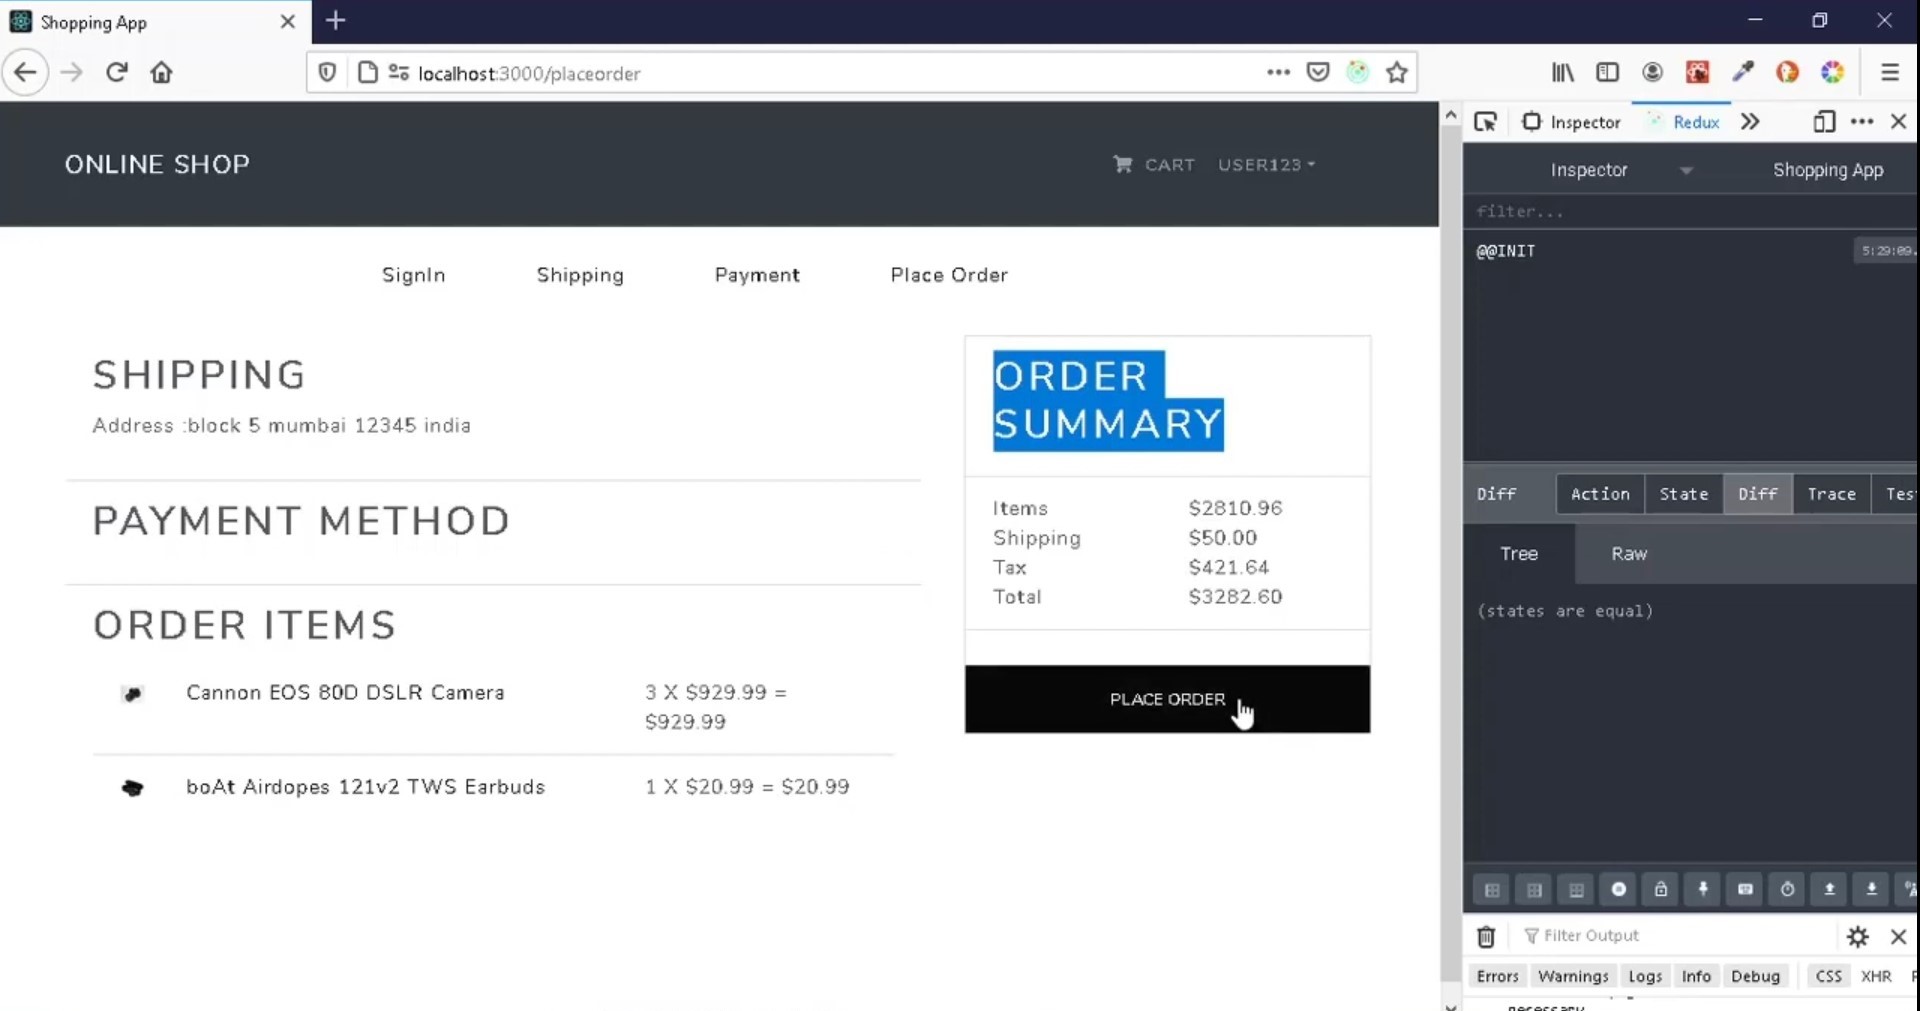 Shopping App
localhost:3000/placeorder
Inspector
Redux
ONLINE SHOP
CART
USER123
Inspector
Shopping App
filter...
@@INIT
SignIn
Shipping
Payment
Place Order
SHIPPING
Address :block 5 mumbai 12345 india
PAYMENT METHOD
ORDER ITEMS
Cannon EOS 80D DSLR Camera
3 X $929.99 =
$929.99
boAt Airdopes 121v2 TWS Earbuds
1 X $20.99 = $20.99
ORDER
SUMMARY
Items $2810.96
Shipping $50.00
Tax $421.64
Total $3282.60
PLACE ORDER
Diff
Action
State
Diff
Trace
Tes
Tree
Raw
(states are equal)
Filter Output
Errors
Warnings
Logs
Info
Debug
CSS
XHR